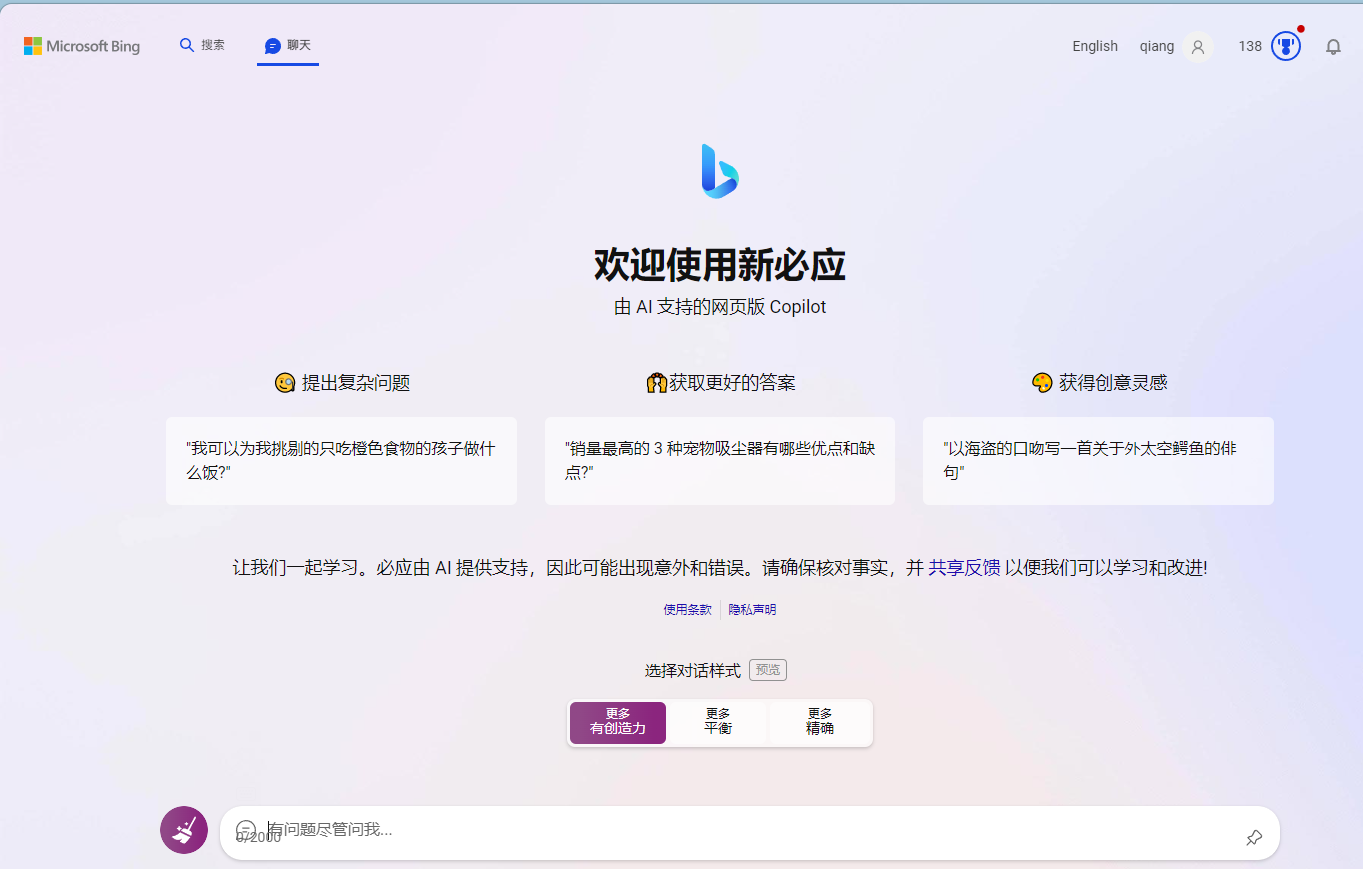 Microsoft Bing
搜索
聊天
English
qiang
138
欢迎使用新必应
由 AI 支持的网页版 Copilot
提出复杂问题
"我可以为我挑剔的只吃橙色食物的孩子做什
么饭?"
获取更好的答案
"销量最高的 3 种宠物吸尘器有哪些优点和缺
点?"
获得创意灵感
"以海盗的口吻写一首关于外太空鳄鱼的俳
句"
让我们一起学习。必应由 AI 提供支持，因此可能出现意外和错误。请确保核对事实，并 共享反馈 以便我们可以学习和改进!
使用条款
隐私声明
选择对话样式 预览
更多
有创造力
更多
平衡
更多
精确
有问题尽管问我...
0/2000